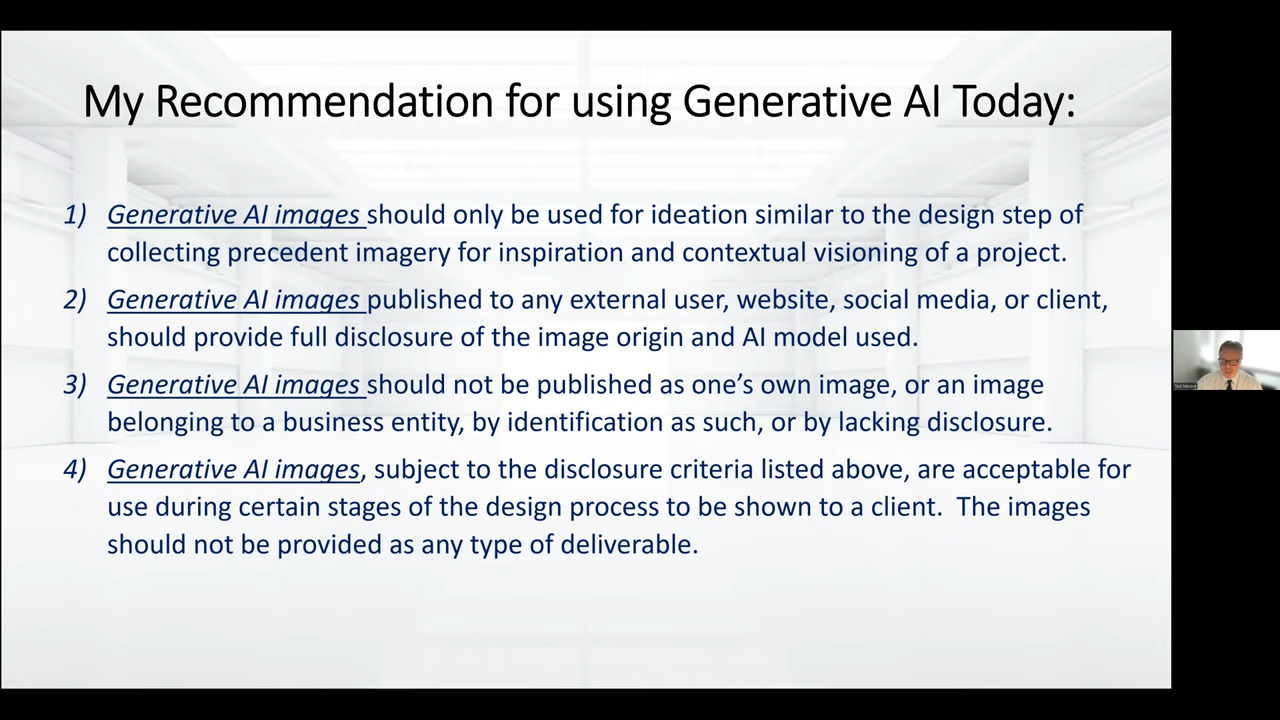 My Recommendation for using Generative AI Today:
1) Generative AI images should only be used for ideation similar to the design step of
collecting precedent imagery for inspiration and contextual visioning of a project.
2) Generative AI images published to any external user, website, social media, or client,
should provide full disclosure of the image origin and AI model used.
3) Generative AI images should not be published as one’s own image, or an image
belonging to a business entity, by identification as such, or by lacking disclosure.
4) Generative AI images, subject to the disclosure criteria listed above, are acceptable for
use during certain stages of the design process to be shown to a client.  The images
should not be provided as any type of deliverable.
Ted Moore